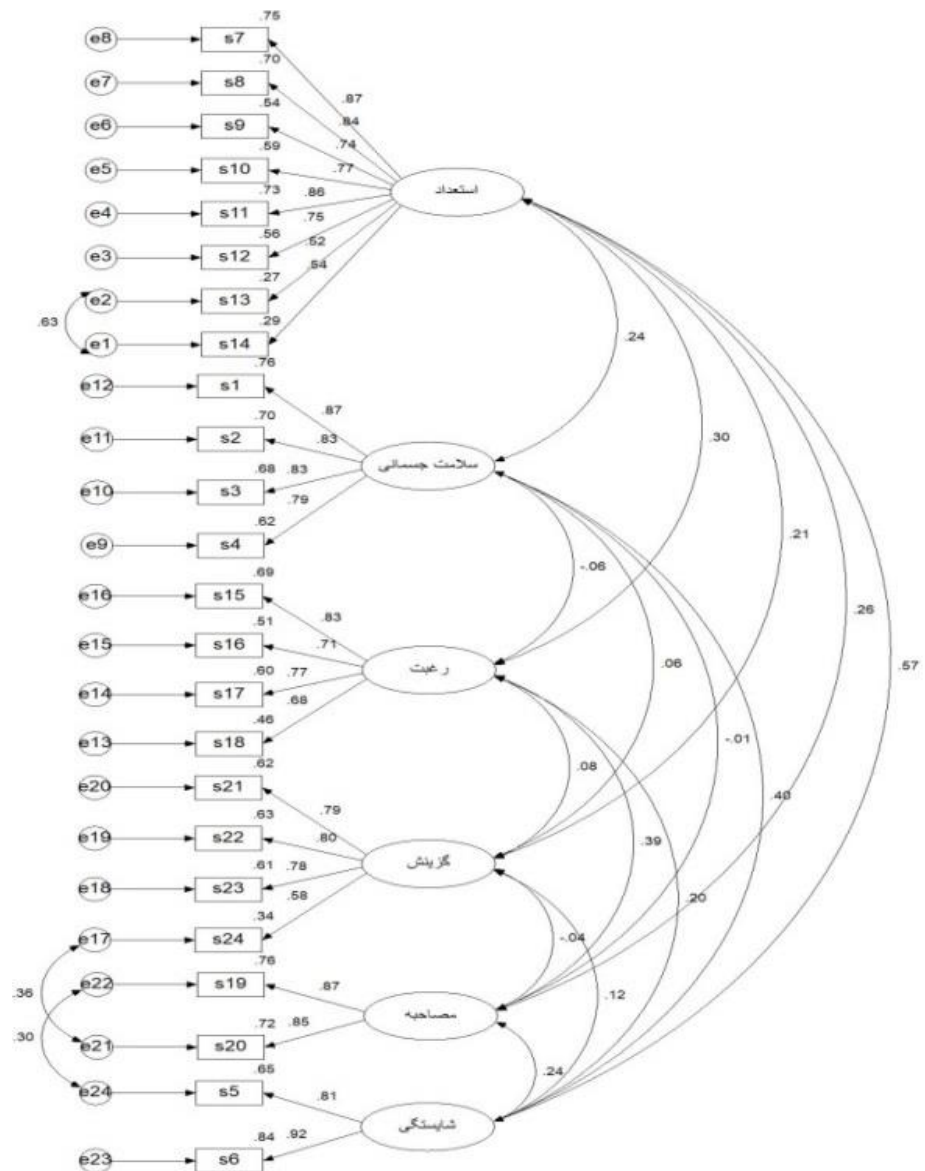 .75
e8 s7
.70
.87
e7 s8
.84
.54
e6 s9
.74
.59
e5 s10
.77
استعداد
.73
.86
e4 s11
.75
.56
e3 s12
.52
.54
.27
e2 s13
.63
.29
e1 s14
.24
.76
e12 s1
.87
.70
e11 s2
.83
.30
سلامت جسمانی
.68 .83
e10 s3
.79
.62
e9 s4
.21
-.06
.69
e16 s15
.83
.26
.51
e15 s16
.71
.06
.57
رغبت
.60 .77
e14 s17
.68
.46
e13 s18
-.01
.08
.62
e20 s21
.79
.40
.63
e19 s22
.80
.39
گزینش
.61 .78
e18 s23
.58
.20
.34
e17 s24
-.04
.76
e22 s19
.87
.36
.12
مصاحبه
.72 .85
e21 s20
.30
.65
.24
e24 s5
.81
شایستگی
.84 .92
e23 s6